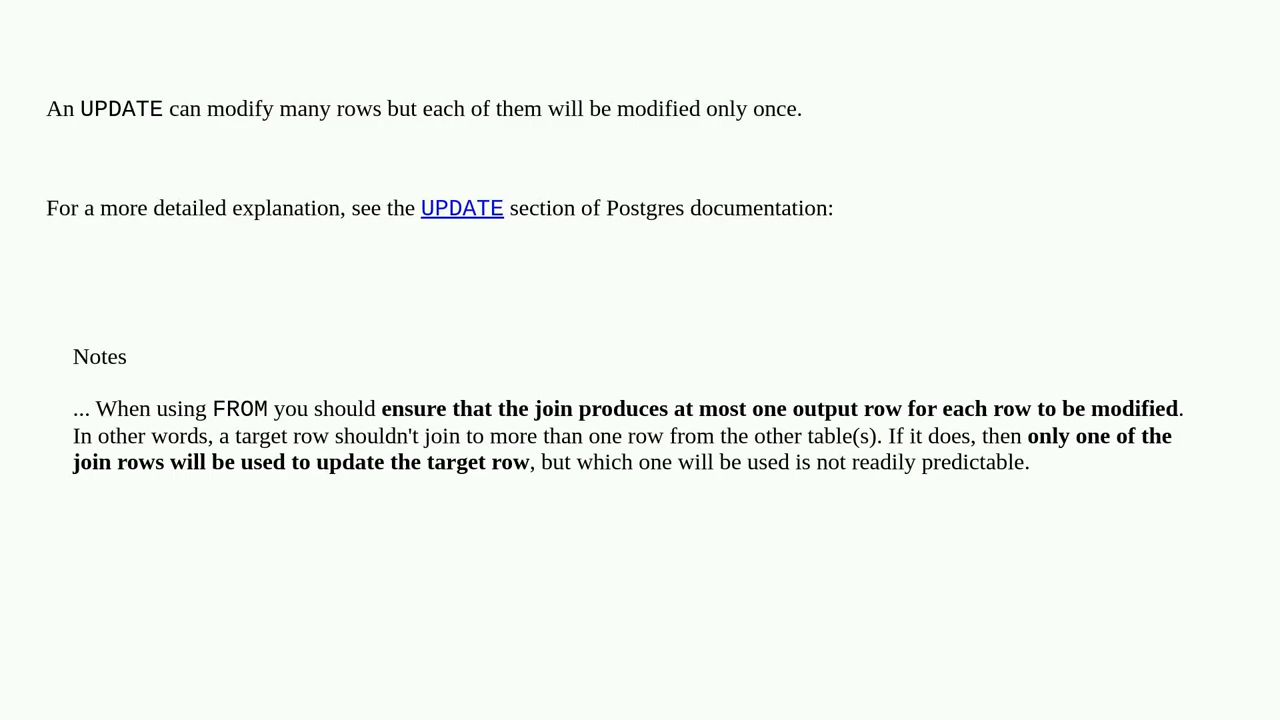 An UPDATE can modify many rows but each of them will be modified only once.
For a more detailed explanation, see the UPDATE section of Postgres documentation:
Notes
... When using FROM you should ensure that the join produces at most one output row for each row to be modified.
In other words, a target row shouldn't join to more than one row from the other table(s). If it does, then only one of the
join rows will be used to update the target row, but which one will be used is not readily predictable.